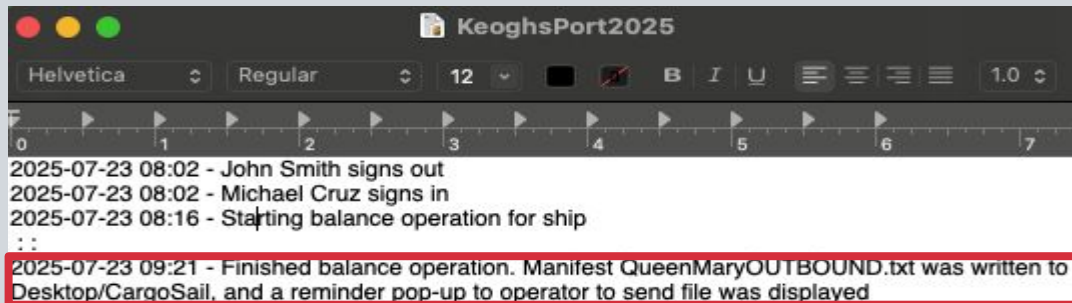 KeoghsPort2025
Helvetica Regular 12 B I U 1.0
0 1 2 3 4 5 6 7
2025-07-23 08:02 - John Smith signs out
2025-07-23 08:02 - Michael Cruz signs in
2025-07-23 08:16 - Starting balance operation for ship
: :
2025-07-23 09:21 - Finished balance operation. Manifest QueenMaryOUTBOUND.txt was written to
Desktop/CargoSail, and a reminder pop-up to operator to send file was displayed